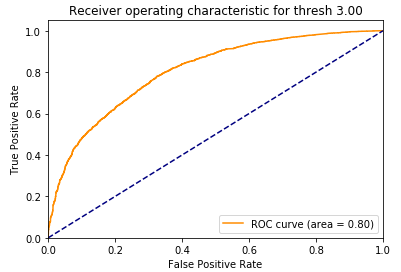 Receiver operating characteristic for thresh 3.00
1.0
0.8
0.6
0.4
0.2
0.0
True Positive Rate
ROC curve (area = 0.80)
0.0 0.2 0.4 0.6 0.8 1.0
False Positive Rate